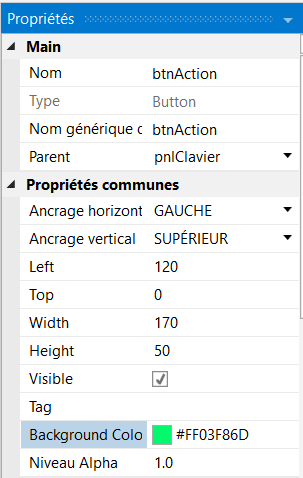 Propriétés
Main
Nom btnAction
Type Button
Nom générique d btnAction
Parent pnlClavier
Propriétés communes
Ancrage horizont GAUCHE
Ancrage vertical SUPÉRIEUR
Left 120
Top 0
Width 170
Height 50
Visible
Tag
Background Colo #FF03F86D
Niveau Alpha 1.0